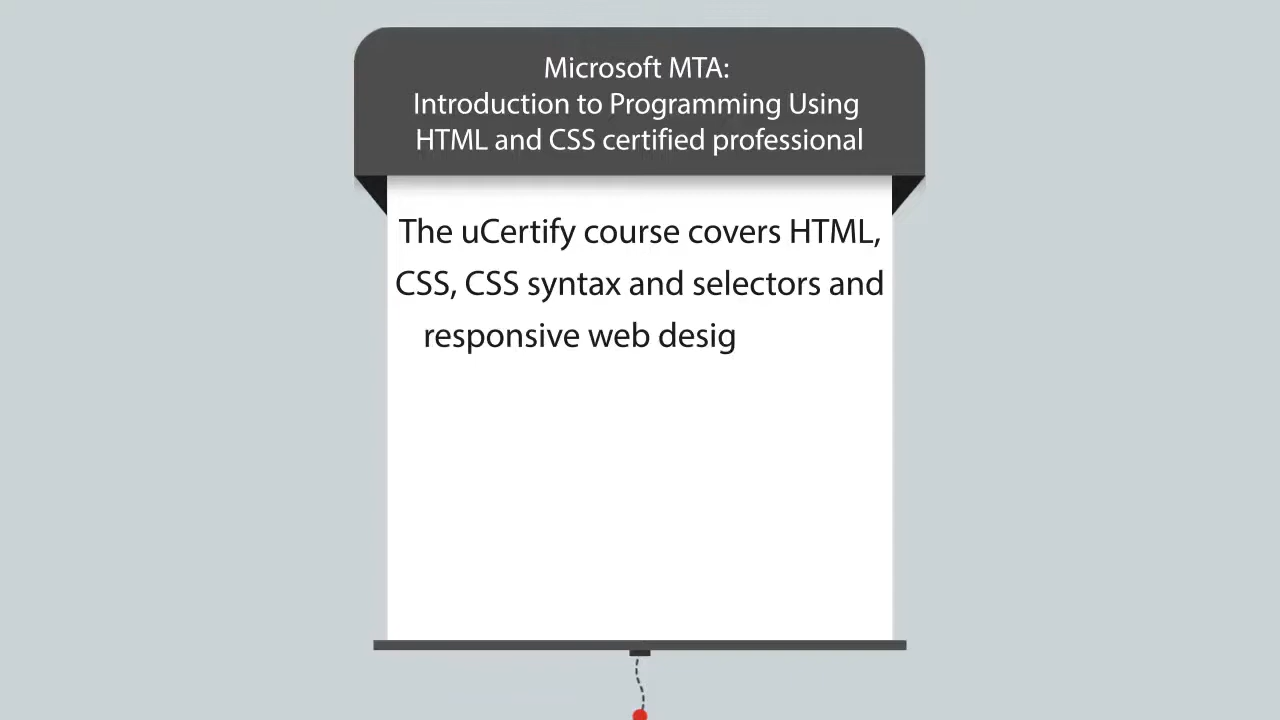 Microsoft MTA:
Introduction to Programming Using
HTML and CSS certified professional
The uCertify course covers HTML,
CSS, CSS syntax and selectors and
responsive web desig